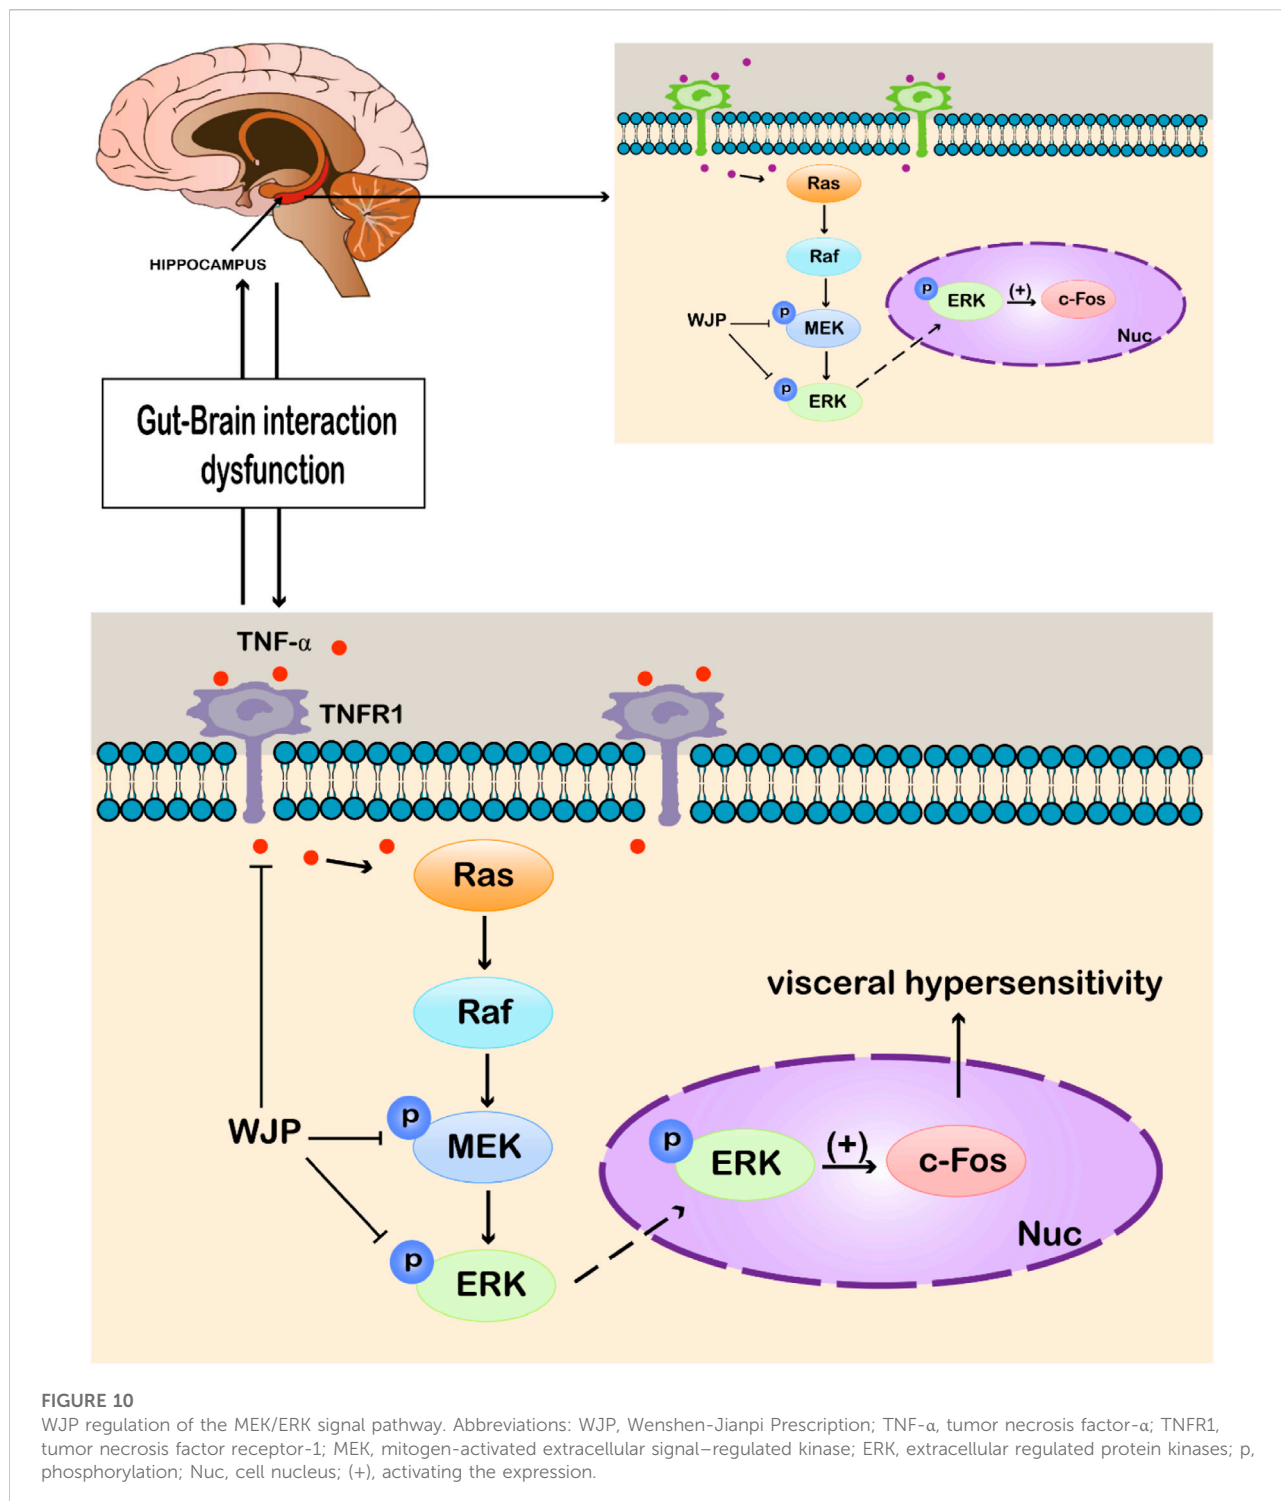 p
Ras
Raf
HIPPOCAMPUS
p
ERK
(+)
c-Fos
Nuc
WJP
p
MEK
p
ERK
Gut-Brain interaction
dysfunction
TNF-α
TNFR1
Ras
Raf
visceral hypersensitivity
WJP
p
MEK
p
ERK
(+)
c-Fos
Nuc
p
ERK
FIGURE 10
WJP regulation of the MEK/ERK signal pathway. Abbreviations: WJP, Wenshen-Jianpi Prescription; TNF-α, tumor necrosis factor-α; TNFR1,
tumor necrosis factor receptor-1; MEK, mitogen-activated extracellular signal–regulated kinase; ERK, extracellular regulated protein kinases; p,
phosphorylation; Nuc, cell nucleus; (+), activating the expression.